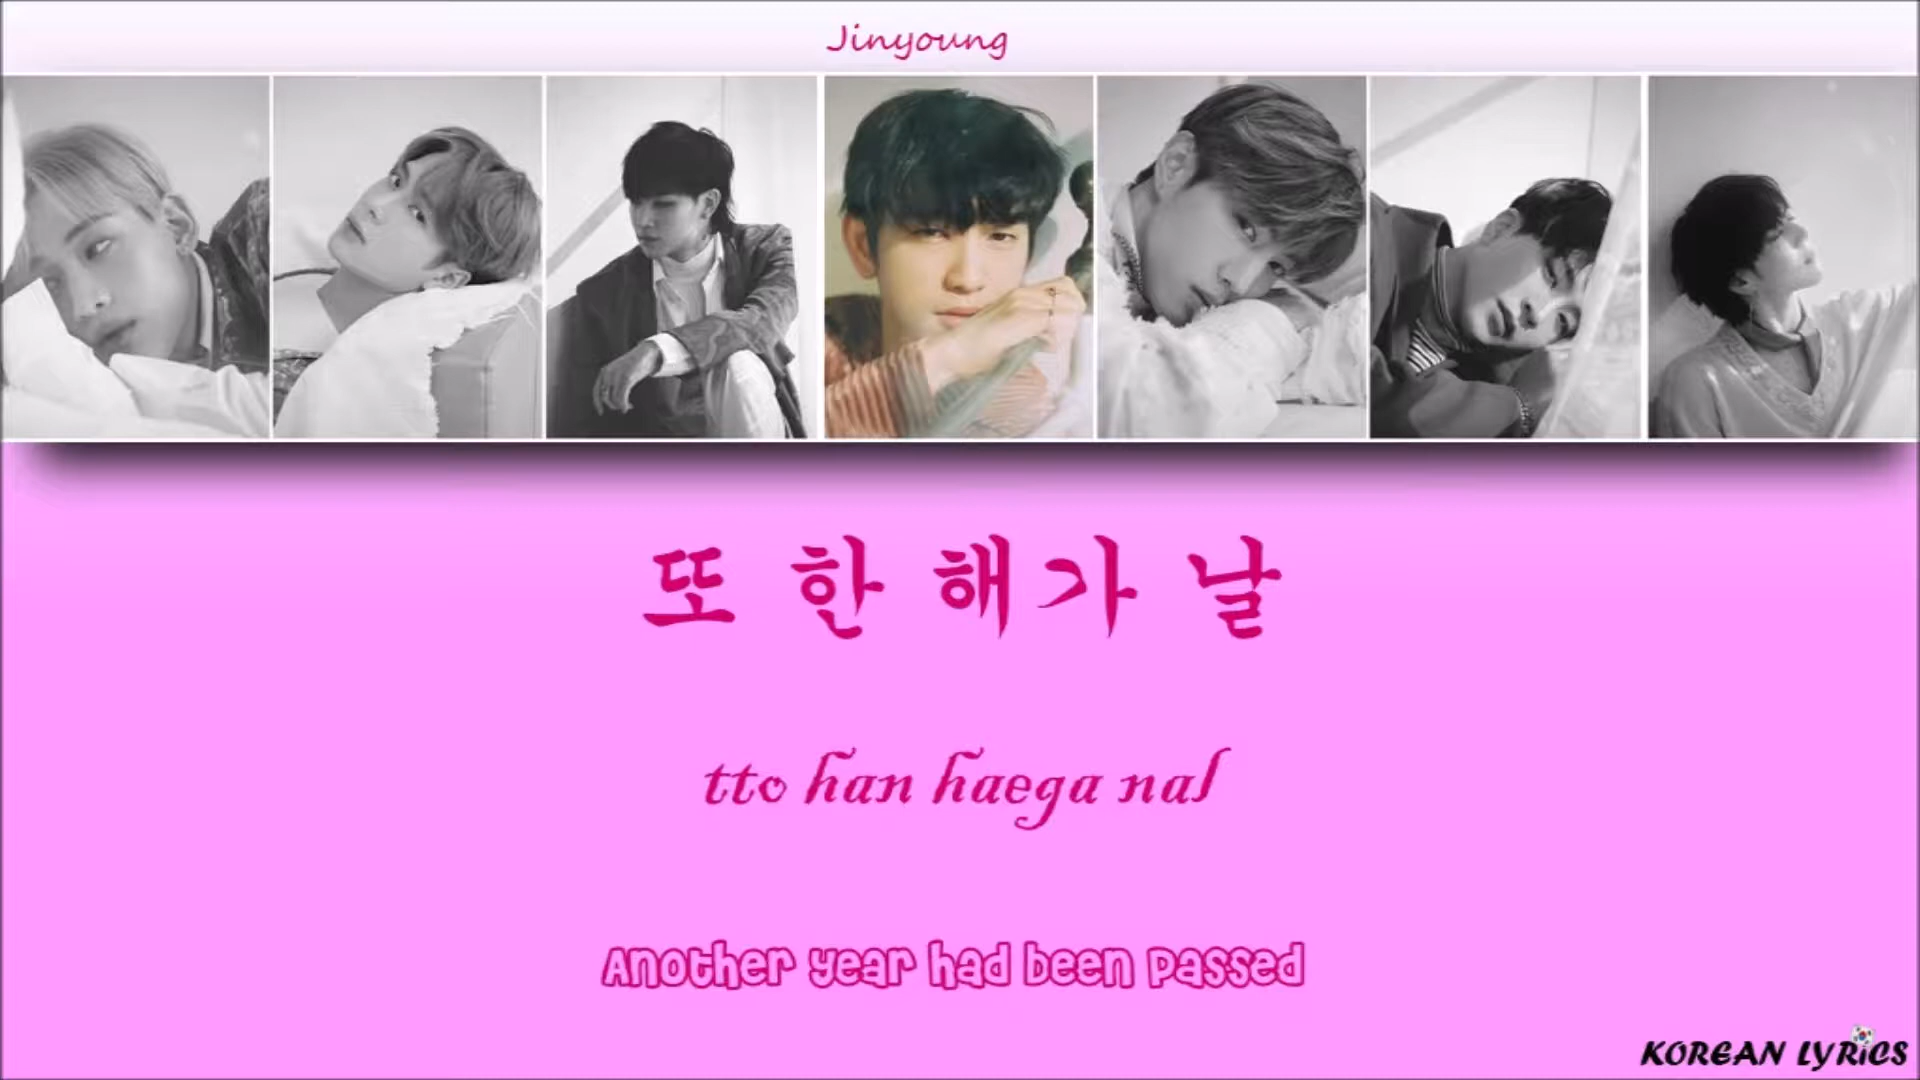 Jinyoung
또 한 해가 날
tto han haega nal
Another year had been passed
KOREAN LYRICS